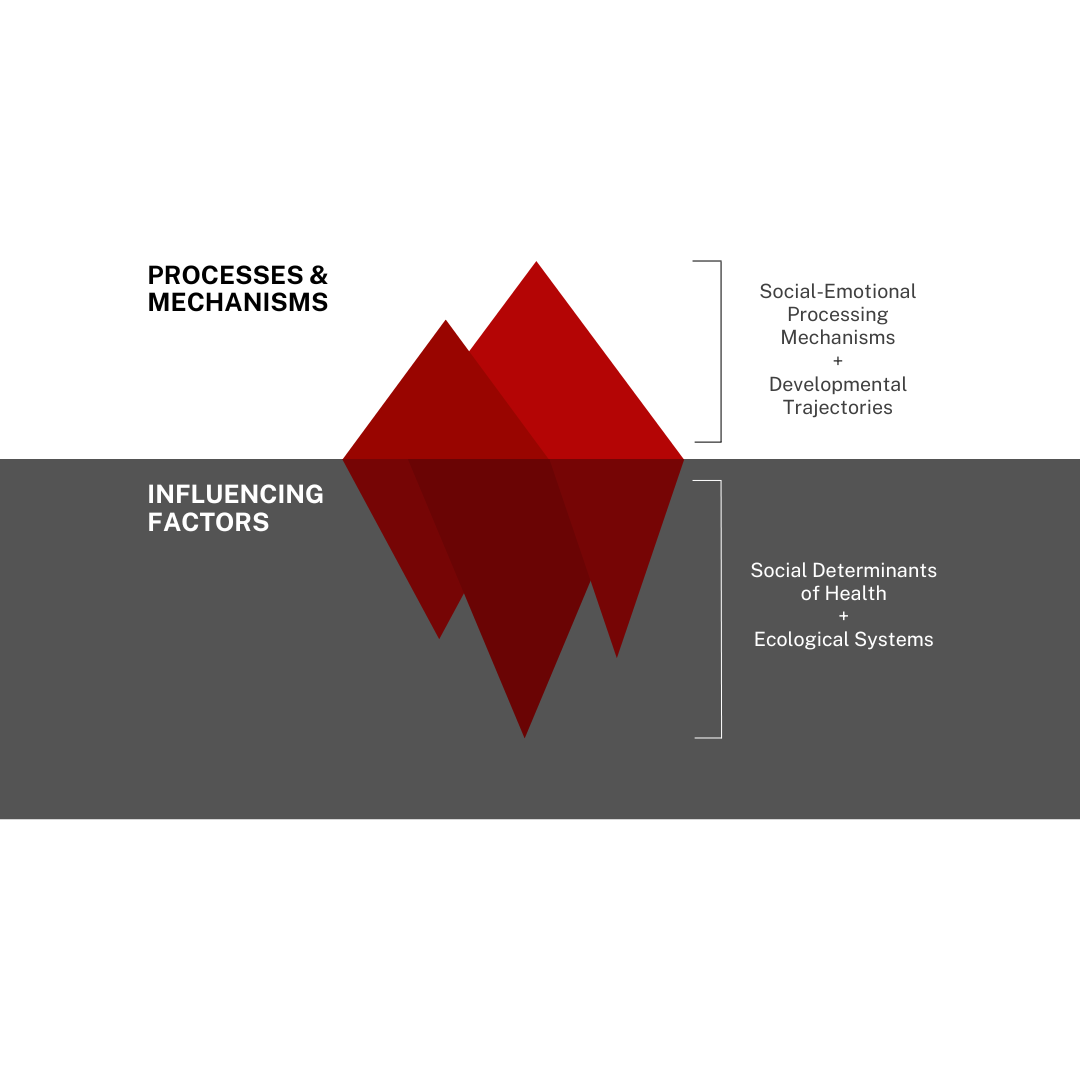 PROCESSES &
MECHANISMS
Social-Emotional
Processing
Mechanisms
+
Developmental
Trajectories
INFLUENCING
FACTORS
Social Determinants
of Health
+
Ecological Systems